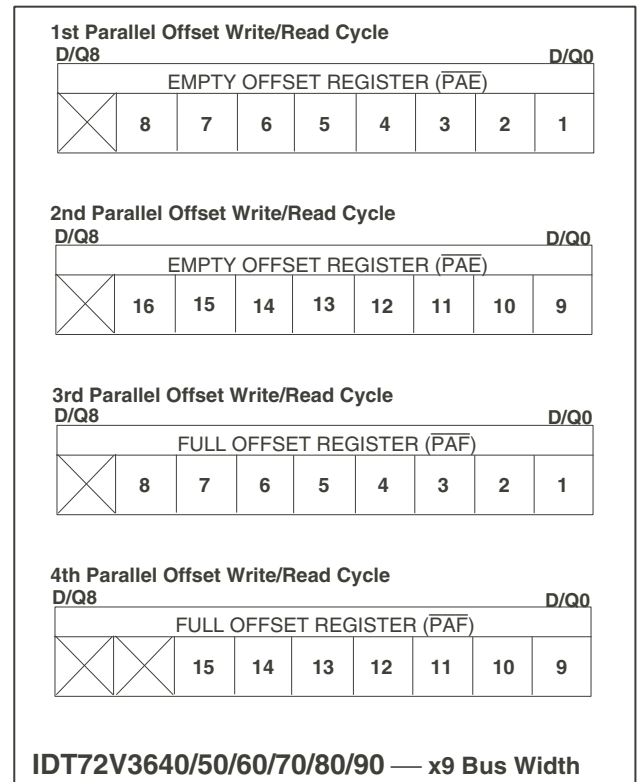 1st Parallel Offset Write/Read Cycle
D/Q8 D/Q0
EMPTY OFFSET REGISTER (P̅A̅E̅)
8 7 6 5 4 3 2 1
2nd Parallel Offset Write/Read Cycle
D/Q8 D/Q0
EMPTY OFFSET REGISTER (P̅A̅E̅)
16 15 14 13 12 11 10 9
3rd Parallel Offset Write/Read Cycle
D/Q8 D/Q0
FULL OFFSET REGISTER (P̅A̅F̅)
8 7 6 5 4 3 2 1
4th Parallel Offset Write/Read Cycle
D/Q8 D/Q0
FULL OFFSET REGISTER (P̅A̅F̅)
15 14 13 12 11 10 9
IDT72V3640/50/60/70/80/90 — x9 Bus Width